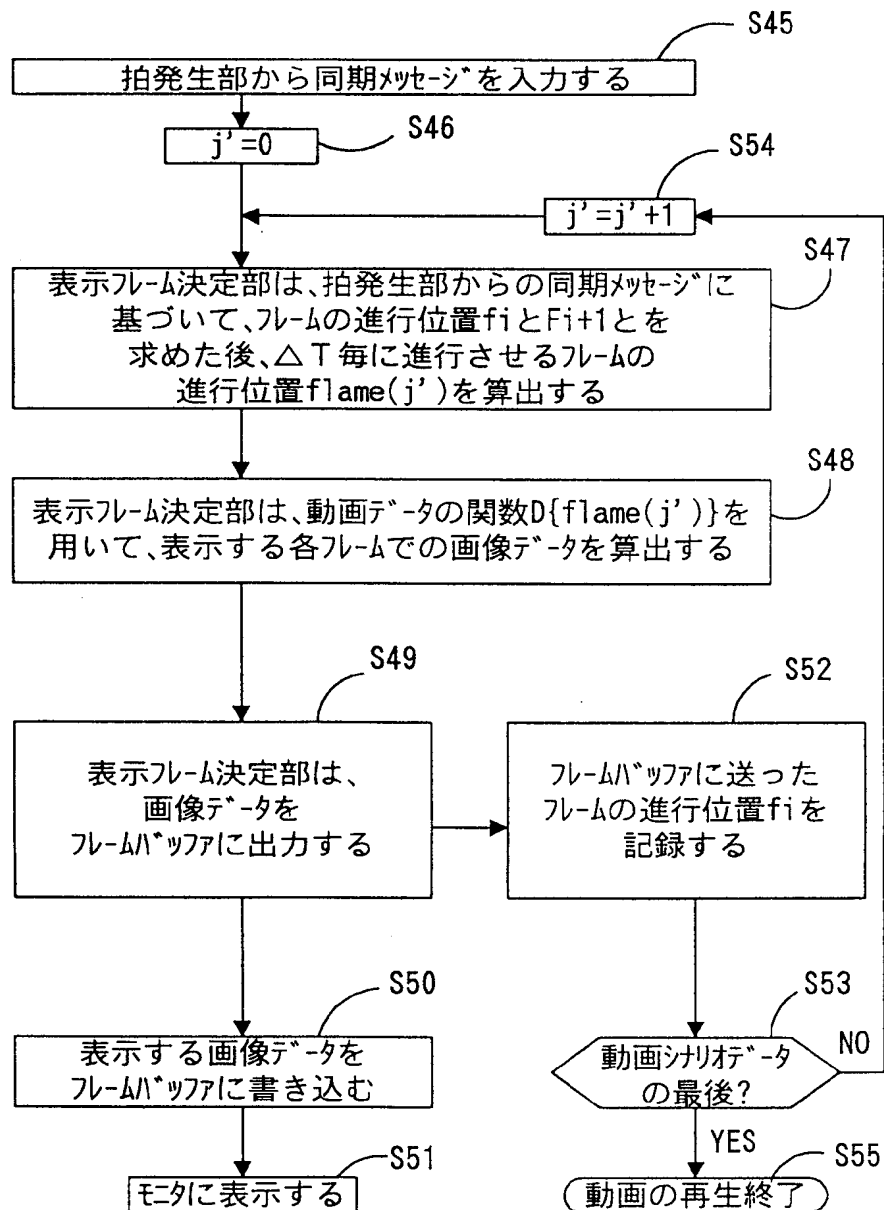 S45
拍発生部から同期メッセージを入力する
S46
j'=0
S54
j'=j'+1
S47
表示フレーム決定部は、拍発生部からの同期メッセージに
基づいて、フレームの進行位置fiとFi+1とを
求めた後、△T毎に進行させるフレームの
進行位置flame(j')を算出する
S48
表示フレーム決定部は、動画データの関数D{flame(j')}を
用いて、表示する各フレームでの画像データを算出する
S49
表示フレーム決定部は、
画像データを
フレームバッファに出力する
S52
フレームバッファに送った
フレームの進行位置fiを
記録する
S50
表示する画像データを
フレームバッファに書き込む
S53
動画シナリオデータ
の最後?
NO
YES
S51
モニタに表示する
S55
動画の再生終了